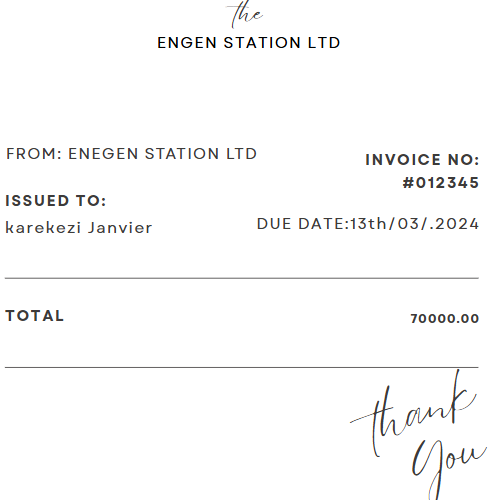 the
ENGEN STATION LTD
FROM: ENEGEN STATION LTD
INVOICE NO:
#012345
ISSUED TO:
karekezi Janvier
DUE DATE:13th/03/.2024
TOTAL 70000.00
thank
you